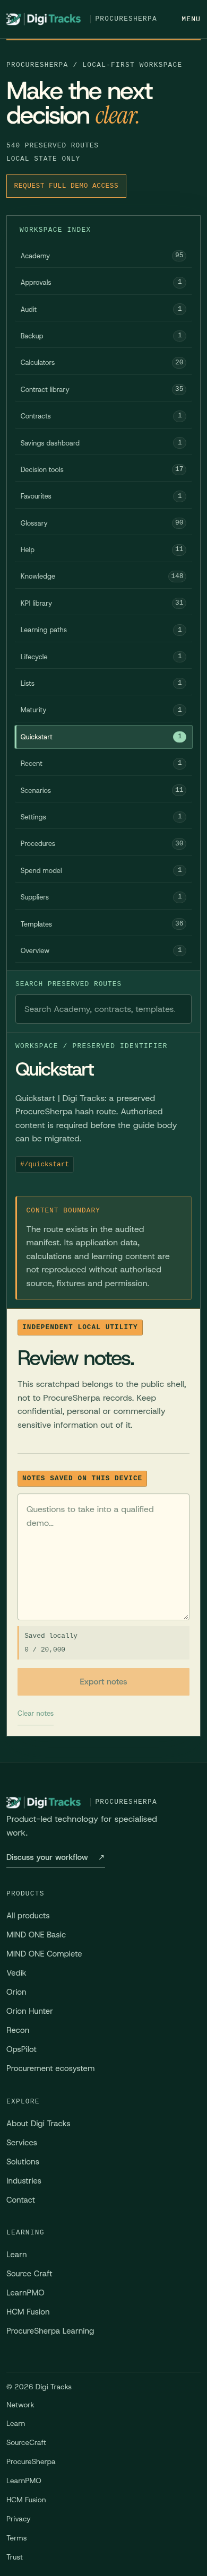 DigiTracks PROCURESHERPA MENU
PROCURESHERPA / LOCAL-FIRST WORKSPACE
Make the next
decision clear.
540 PRESERVED ROUTES
LOCAL STATE ONLY
REQUEST FULL DEMO ACCESS
WORKSPACE INDEX
Academy 95
Approvals 1
Audit 1
Backup 1
Calculators 20
Contract library 35
Contracts 1
Savings dashboard 1
Decision tools 17
Favourites 1
Glossary 90
Help 11
Knowledge 148
KPI library 31
Learning paths 1
Lifecycle 1
Lists 1
Maturity 1
Quickstart 1
Recent 1
Scenarios 11
Settings 1
Procedures 30
Spend model 1
Suppliers 1
Templates 36
Overview 1
SEARCH PRESERVED ROUTES
Search Academy, contracts, templates
WORKSPACE / PRESERVED IDENTIFIER
Quickstart
Quickstart | Digi Tracks: a preserved
ProcureSherpa hash route. Authorised
content is required before the guide body
can be migrated.
#/quickstart
CONTENT BOUNDARY
The route exists in the audited
manifest. Its application data,
calculations and learning content are
not reproduced without authorised
source, fixtures and permission.
INDEPENDENT LOCAL UTILITY
Review notes.
This scratchpad belongs to the public shell,
not to ProcureSherpa records. Keep
confidential, personal or commercially
sensitive information out of it.
NOTES SAVED ON THIS DEVICE
Questions to take into a qualified
demo…
Saved locally
0 / 20,000
Export notes
Clear notes
DigiTracks PROCURESHERPA
Product-led technology for specialised
work.
Discuss your workflow ↗
PRODUCTS
All products
MIND ONE Basic
MIND ONE Complete
Vedik
Orion
Orion Hunter
Recon
OpsPilot
Procurement ecosystem
EXPLORE
About Digi Tracks
Services
Solutions
Industries
Contact
LEARNING
Learn
Source Craft
LearnPMO
HCM Fusion
ProcureSherpa Learning
© 2026 Digi Tracks
Network
Learn
SourceCraft
ProcureSherpa
LearnPMO
HCM Fusion
Privacy
Terms
Trust